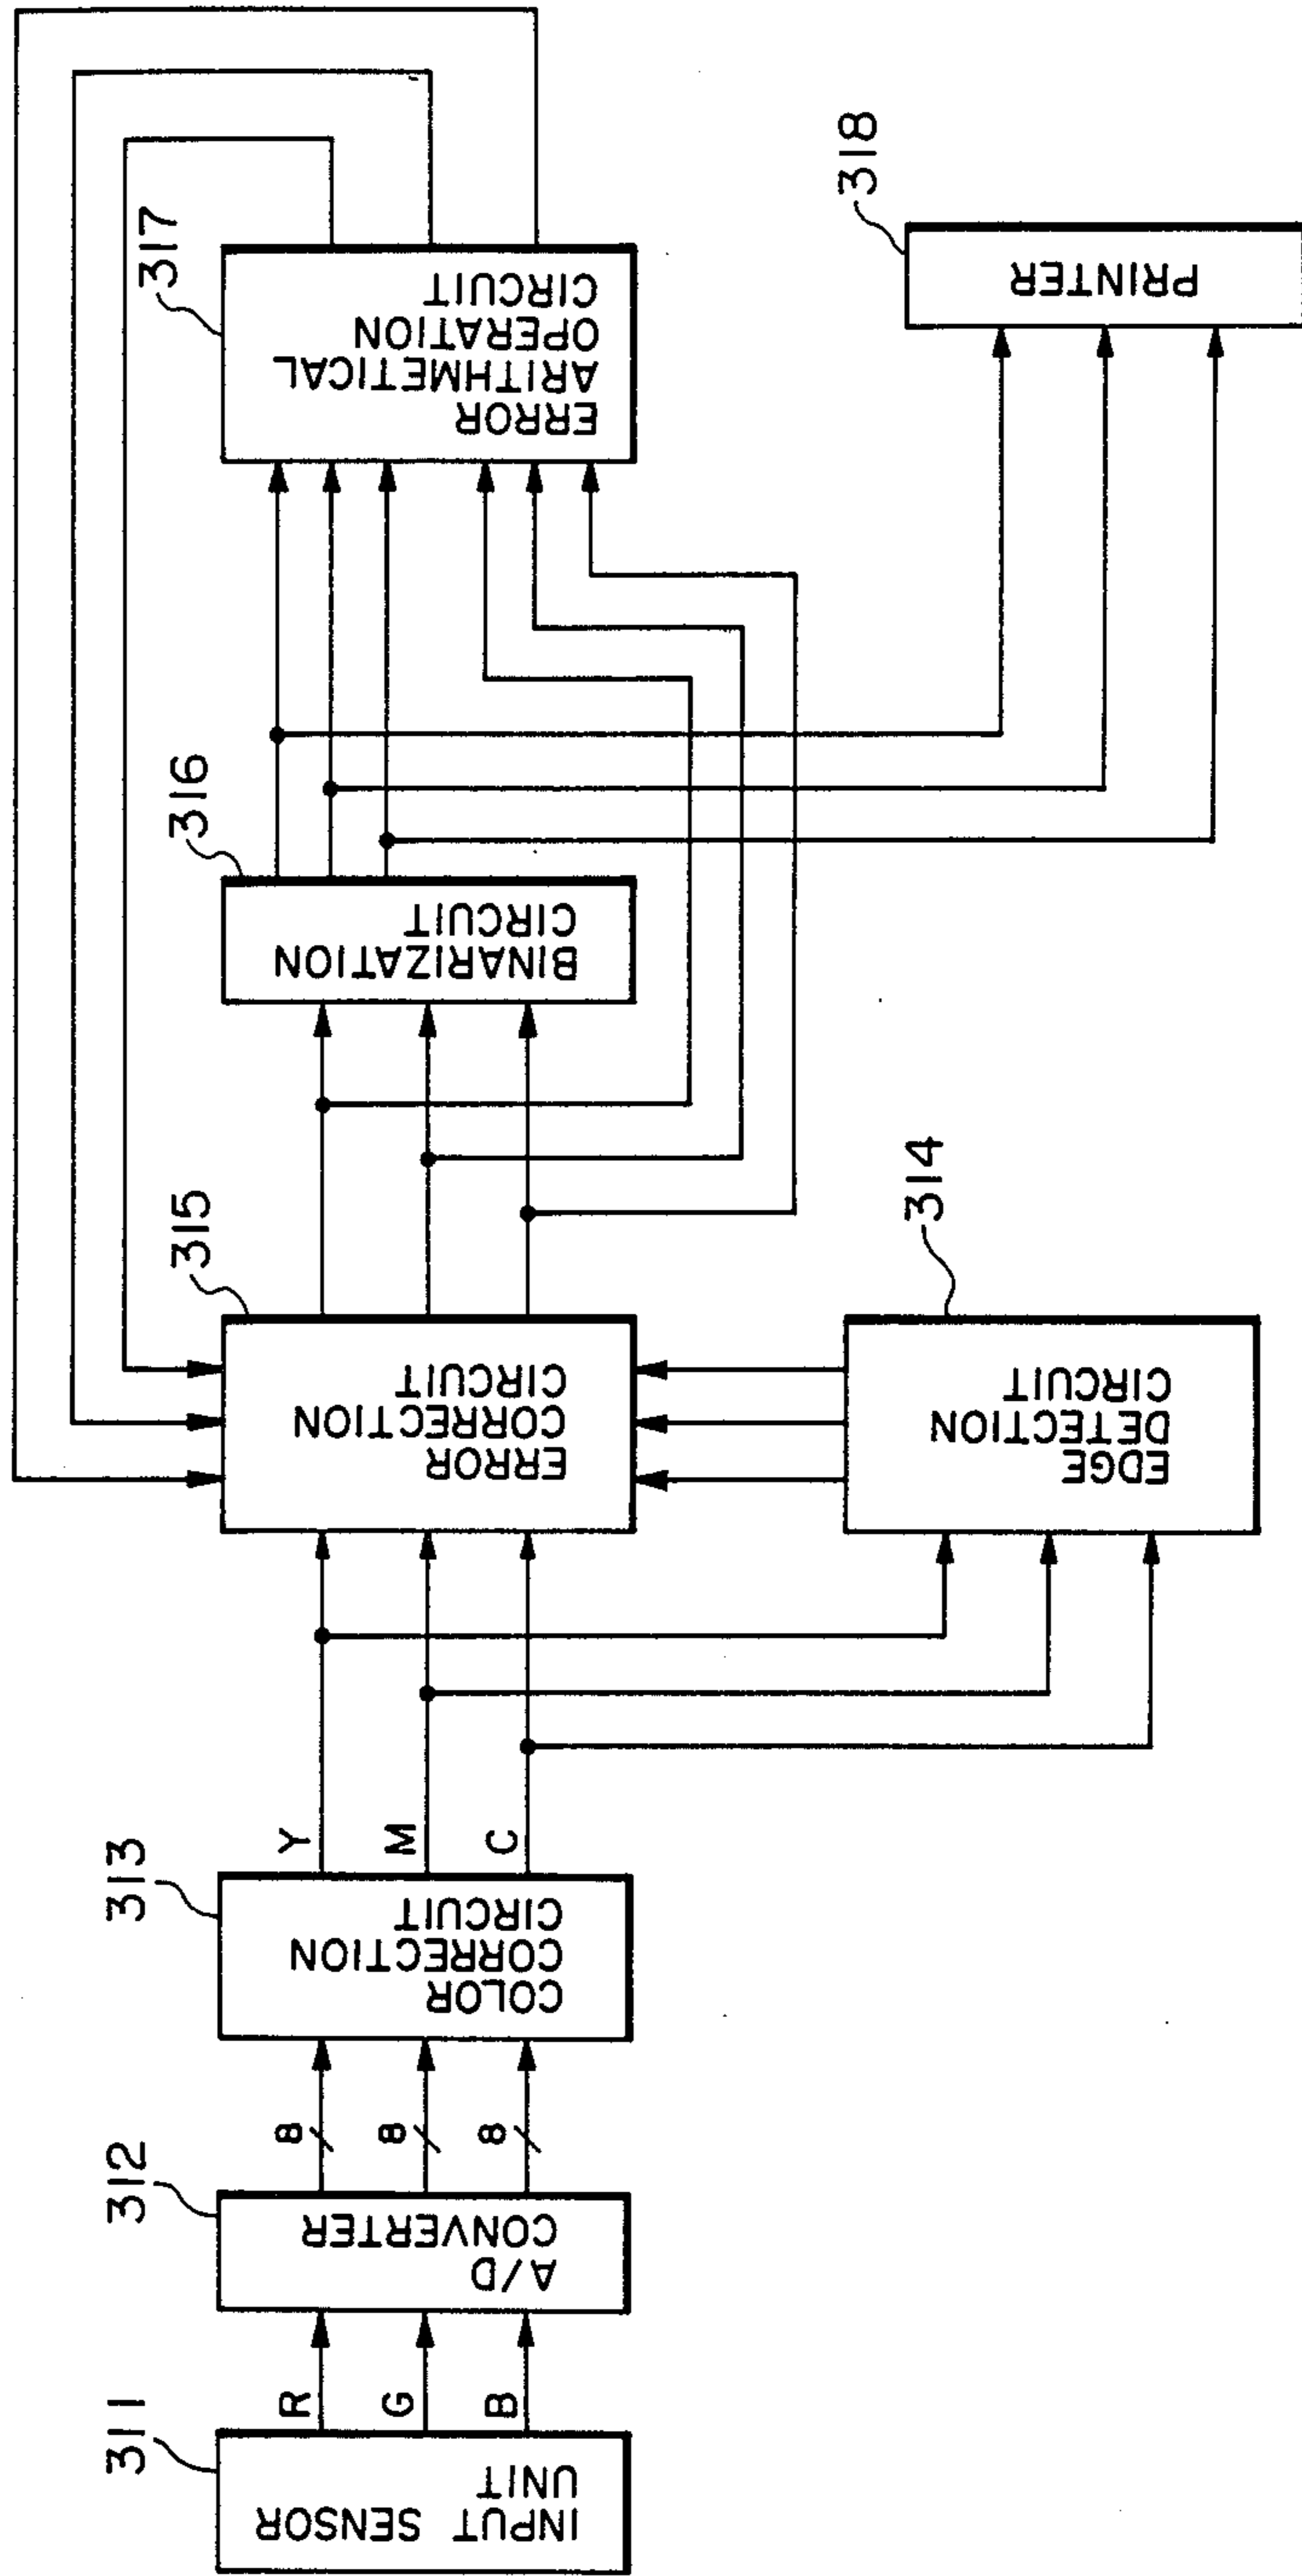 311
INPUT SENSOR
UNIT
R
G
B
312
A/D
CONVERTER
8
8
8
313
COLOR
CORRECTION
CIRCUIT
Y
M
C
314
EDGE
DETECTION
CIRCUIT
315
ERROR
CORRECTION
CIRCUIT
316
BINARIZATION
CIRCUIT
317
ERROR
ARITHMETICAL
OPERATION
CIRCUIT
318
PRINTER